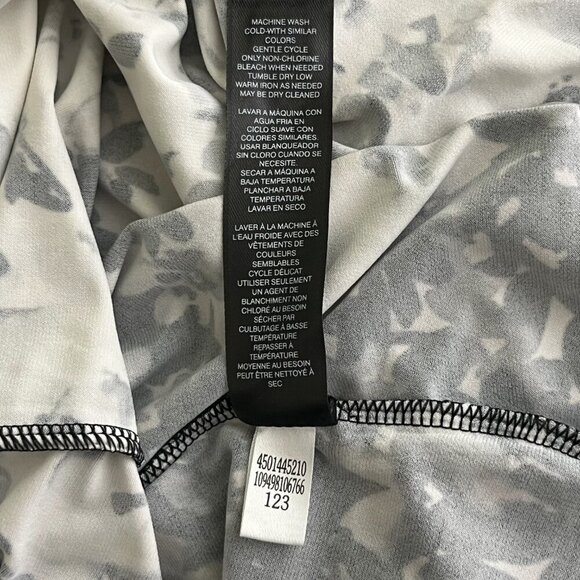 MACHINE WASH
COLD-WITH SIMILAR
COLORS
GENTLE CYCLE
ONLY NON-CHLORINE
BLEACH WHEN NEEDED
TUMBLE DRY LOW
WARM IRON AS NEEDED
MAY BE DRY CLEANED
LAVAR A MÁQUINA CON
AGUA FRIA EN
CICLO SUAVE CON
COLORES SIMILARES.
USAR BLANQUEADOR
SIN CLORO CUANDO SE
NECESITE.
SECAR A MÁQUINA A
BAJA TEMPERATURA
PLANCHAR A BAJA
TEMPERATURA
LAVAR EN SECO
LAVER À LA MACHINE À
L'EAU FROIDE AVEC DES
VÊTEMENTS DE
COULEURS
SEMBLABLES
CYCLE DÉLICAT
UTILISER SEULEMENT
UN AGENT DE
BLANCHIMENT NON
CHLORÉ AU BESOIN
SÉCHER PAR
CULBUTAGE À BASSE
TEMPÉRATURE
REPASSER À
TEMPÉRATURE
MOYENNE AU BESOIN
PEUT ÊTRE NETTOYÉ À
SEC
4501445210
109498106766
123